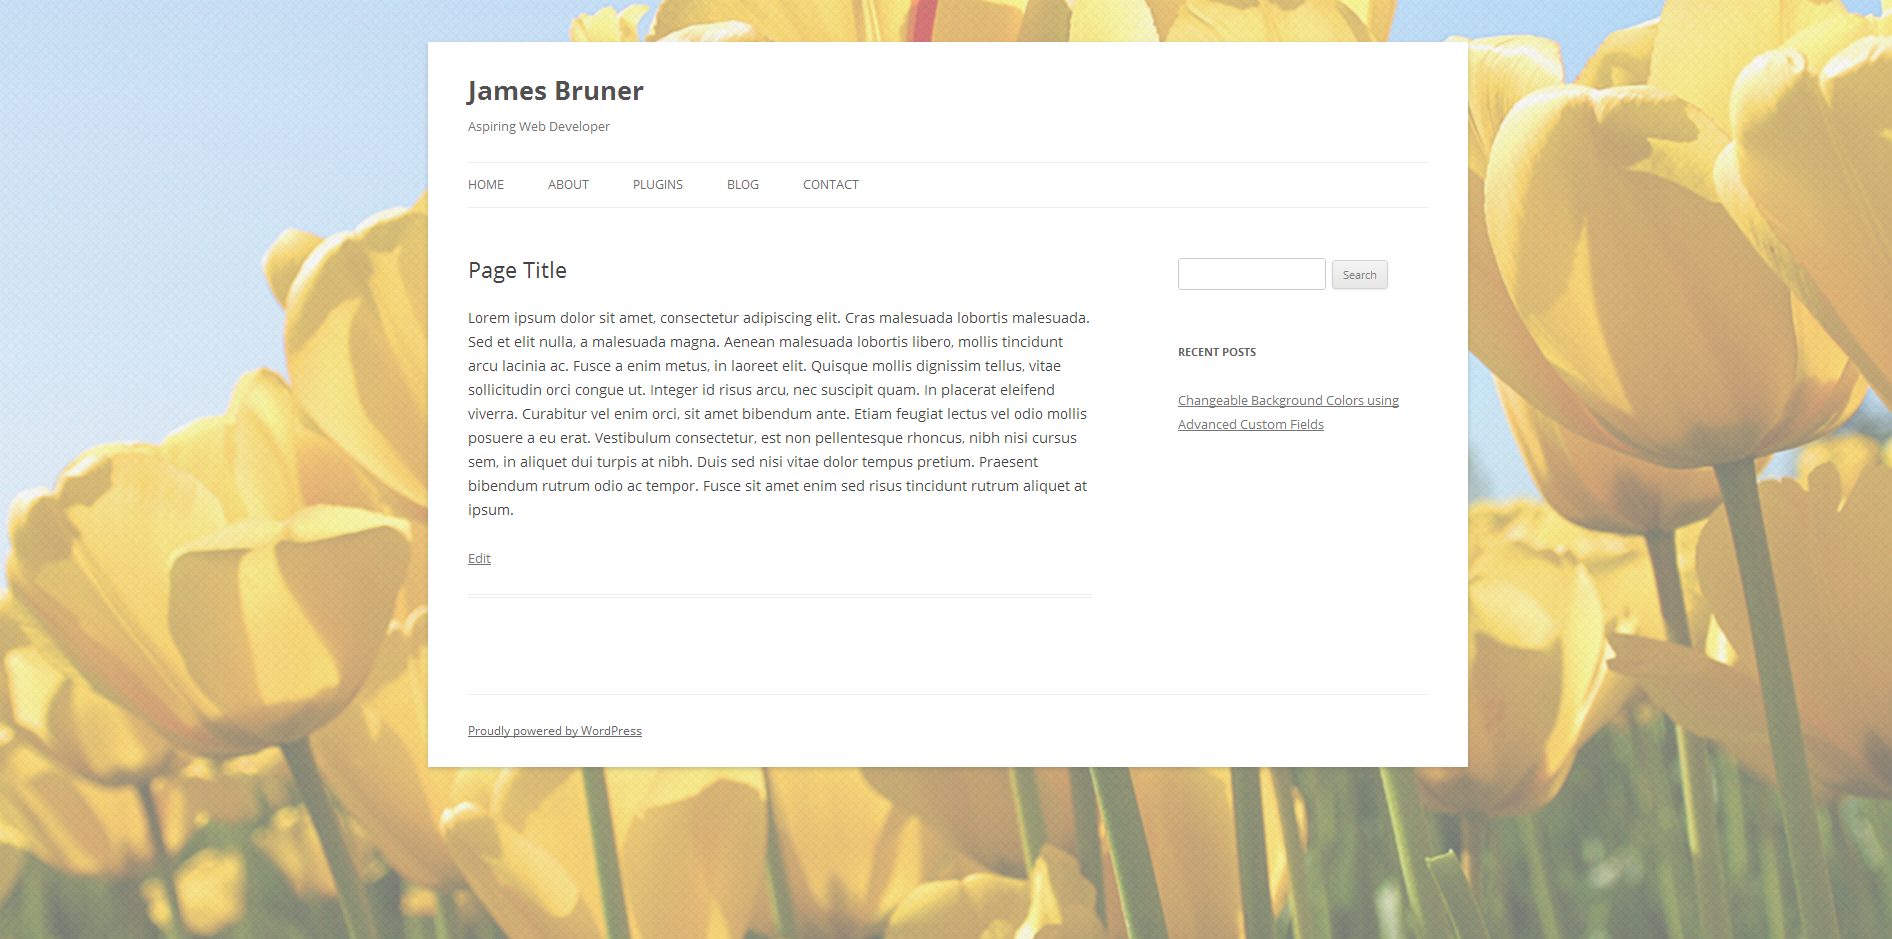 James Bruner
Aspiring Web Developer
HOME ABOUT PLUGINS BLOG CONTACT
Page Title
Lorem ipsum dolor sit amet, consectetur adipiscing elit. Cras malesuada lobortis malesuada.
Sed et elit nulla, a malesuada magna. Aenean malesuada lobortis libero, mollis tincidunt
arcu lacinia ac. Fusce a enim metus, in laoreet elit. Quisque mollis dignissim tellus, vitae
sollicitudin orci congue ut. Integer id risus arcu, nec suscipit quam. In placerat eleifend
viverra. Curabitur vel enim orci, sit amet bibendum ante. Etiam feugiat lectus vel odio mollis
posuere a eu erat. Vestibulum consectetur, est non pellentesque rhoncus, nibh nisi cursus
sem, in aliquet dui turpis at nibh. Duis sed nisi vitae dolor tempus pretium. Praesent
bibendum rutrum odio ac tempor. Fusce sit amet enim sed risus tincidunt rutrum aliquet at
ipsum.
Edit
Search
RECENT POSTS
Changeable Background Colors using
Advanced Custom Fields
Proudly powered by WordPress